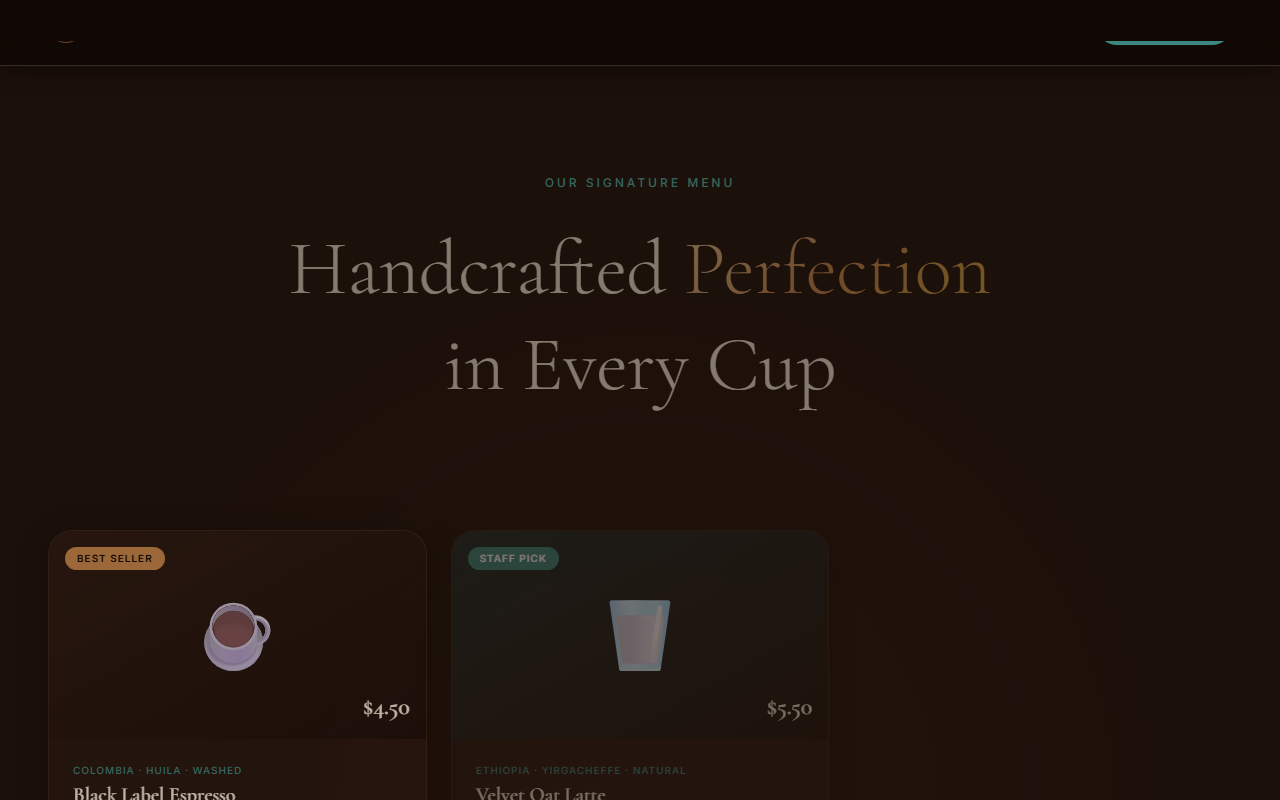 OUR SIGNATURE MENU
Handcrafted Perfection
in Every Cup
BEST SELLER
$4.50
COLOMBIA · HUILA · WASHED
Black Label Espresso
STAFF PICK
$5.50
ETHIOPIA · YIRGACHEFFE · NATURAL
Velvet Oat Latte